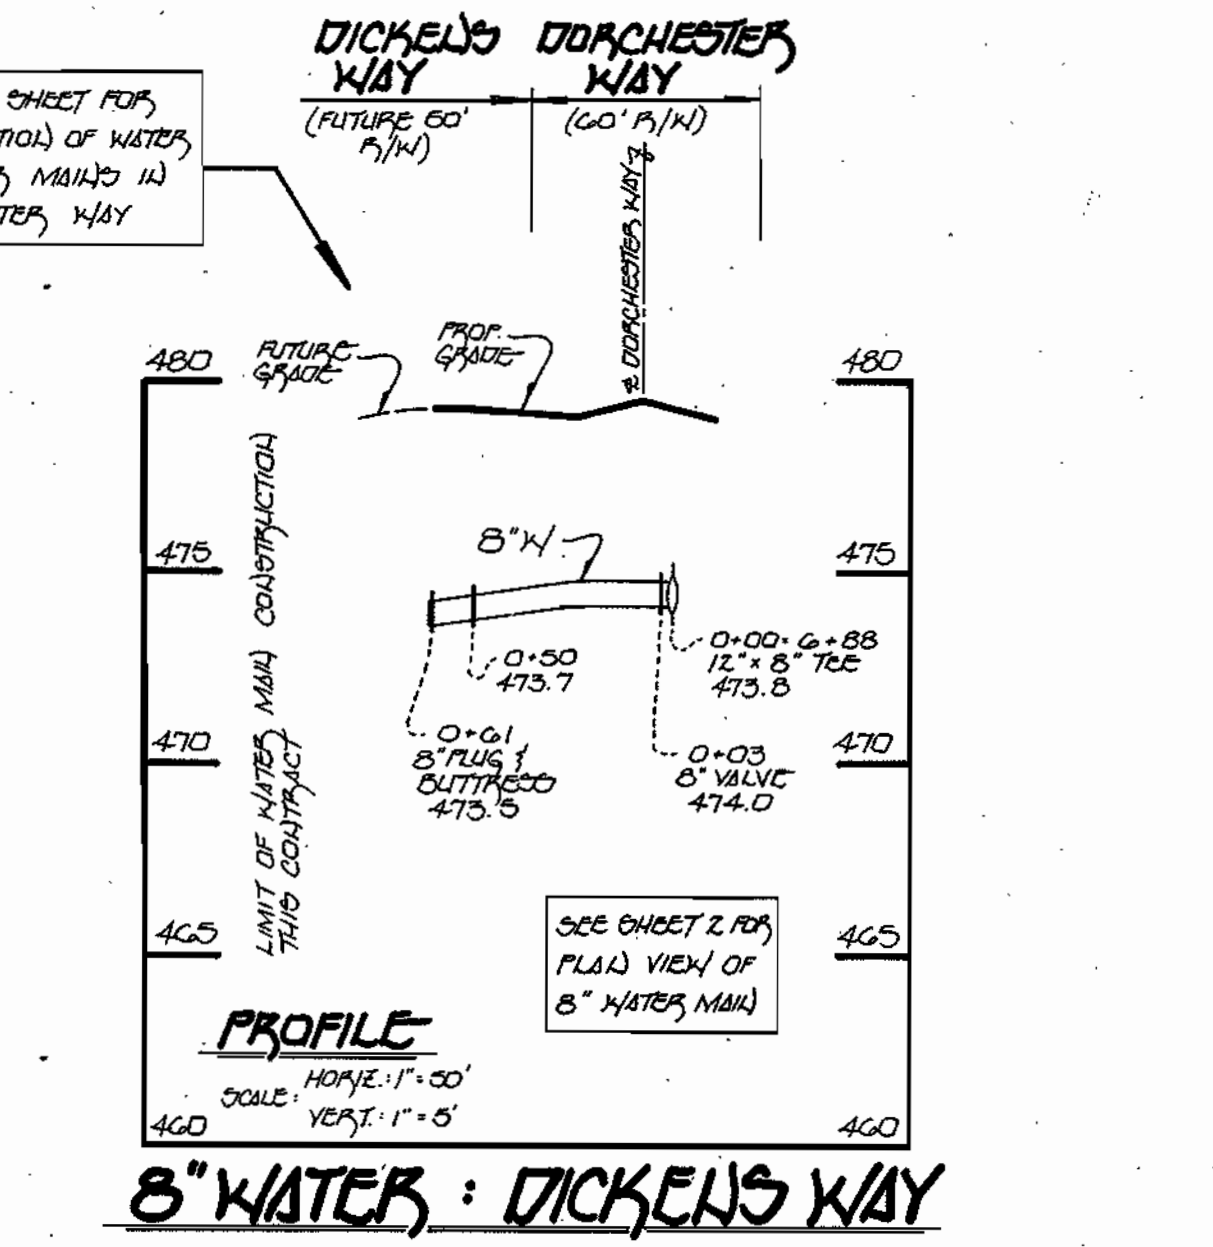 DICKENS
WAY
(FUTURE 50'
R/W)
DORCHESTER
WAY
(60' R/W)
SHEET FOR
OF WATER
MAINS IN
WAY
DORCHESTER WAY
FUTURE
GRADE
PROP.
GRADE
480
480
475
475
470
470
465
465
460
460
LIMIT OF WATER MAIN CONSTRUCTION
THIS CONTRACT
8"W
0+50
473.7
0+00=6+88
12"x8" TEE
473.8
0+61
8"PLUG &
BUTTRESS
473.5
0+03
8" VALVE
474.0
SEE SHEET 2 FOR
PLAN VIEW OF
8" WATER MAIN
PROFILE
SCALE: HORIZ.: 1"=50'
VERT.: 1"=5'
8"WATER : DICKENS WAY